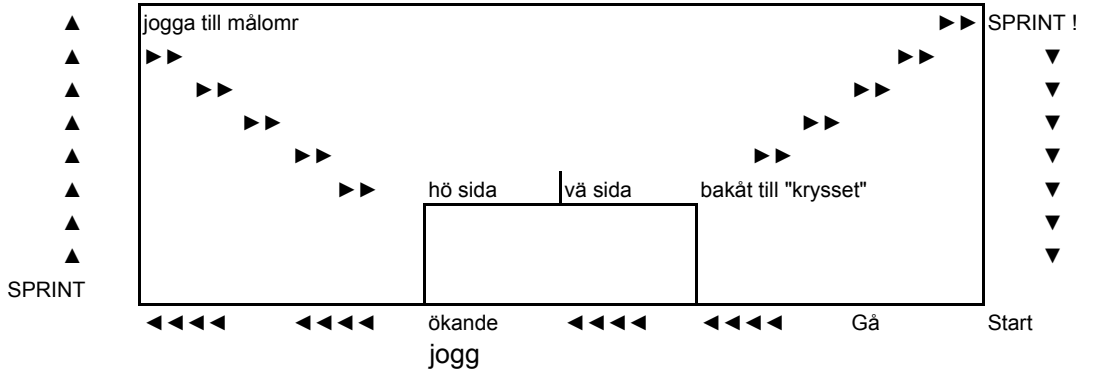 ▲ jogga till målomr ►► SPRINT !
▲ ►► ►► ▼
▲ ►► ►► ▼
▲ ►► ►► ▼
▲ ►► ►► ▼
▲ ►► hö sida vä sida bakåt till "krysset" ▼
▲ ▼
▲ ▼
SPRINT
◄◄◄◄ ◄◄◄◄ ökande ◄◄◄◄ ◄◄◄◄ Gå Start
jogg